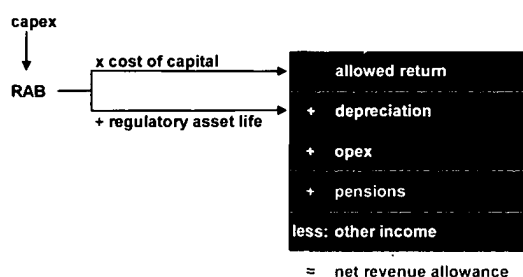 capex
x cost of capital
allowed return
RAB
+ regulatory asset life
+ depreciation
+ opex
+ pensions
less: other income
= net revenue allowance